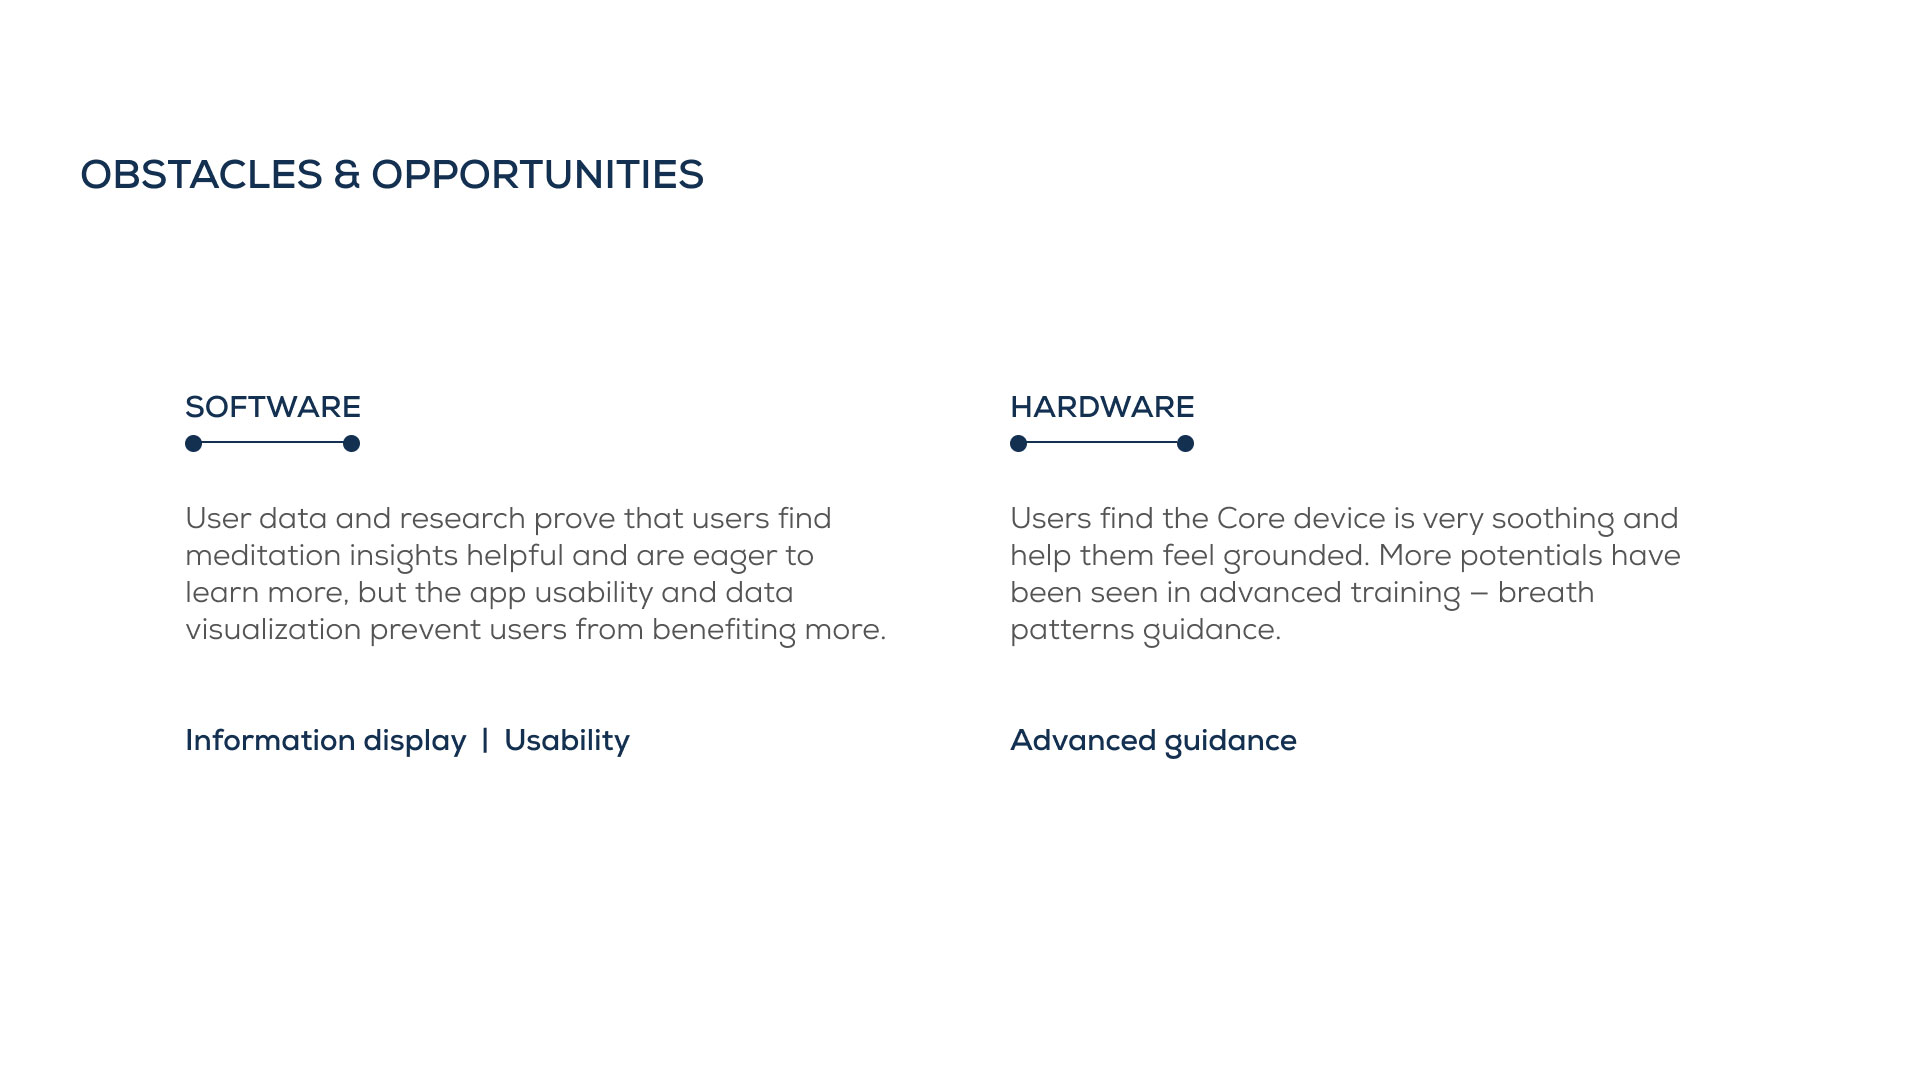 OBSTACLES & OPPORTUNITIES
SOFTWARE
User data and research prove that users find
meditation insights helpful and are eager to
learn more, but the app usability and data
visualization prevent users from benefiting more.
Information display | Usability
HARDWARE
Users find the Core device is very soothing and
help them feel grounded. More potentials have
been seen in advanced training — breath
patterns guidance.
Advanced guidance